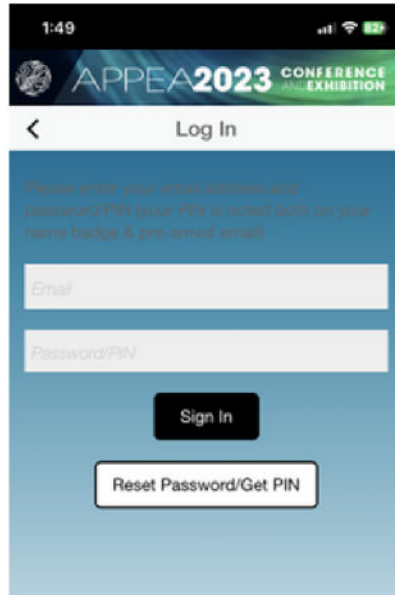 1:49
82
APPEA2023 CONFERENCE
AND EXHIBITION
Log In
Please enter your email address and
password/PIN (your PIN is noted both on your
name badge & pre-arrival email)
Email
Password/PIN
Sign In
Reset Password/Get PIN